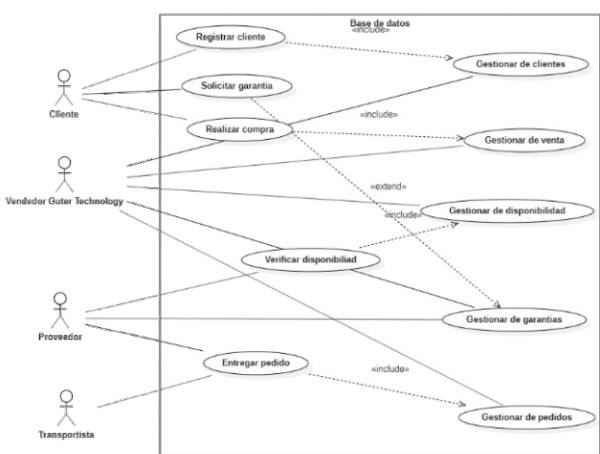 Base de datos
Registrar cliente
«include»
Gestionar de clientes
Solicitar garantia
Cliente
Realizar compra
«include»
Gestionar de venta
Vendedor Guter Technology
«extend»
«include»
Gestionar de disponibilidad
Verificar disponibiliad
Gestionar de garantias
Proveedor
Entregar pedido
«include»
Gestionar de pedidos
Transportista